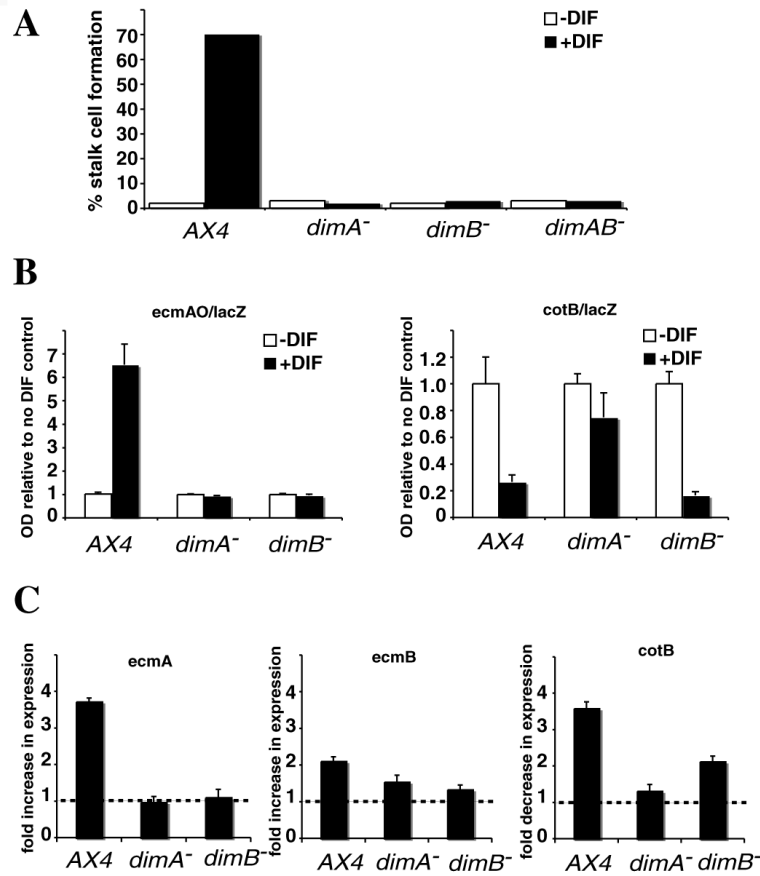 A
-DIF
+DIF
% stalk cell formation
70
60
50
40
30
20
10
0
AX4 dimA- dimB- dimAB-
B
ecmAO/lacZ
-DIF
+DIF
OD relative to no DIF control
7
6
5
4
3
2
1
0
AX4 dimA- dimB-
cotB/lacZ
-DIF
+DIF
OD relative to no DIF control
1.2
1.0
0.8
0.6
0.4
0.2
0
AX4 dimA- dimB-
C
ecmA
fold increase in expression
4
3
2
1
0
AX4 dimA- dimB-
ecmB
fold increase in expression
4
3
2
1
0
AX4 dimA- dimB-
cotB
fold decrease in expression
4
3
2
1
0
AX4 dimA- dimB-